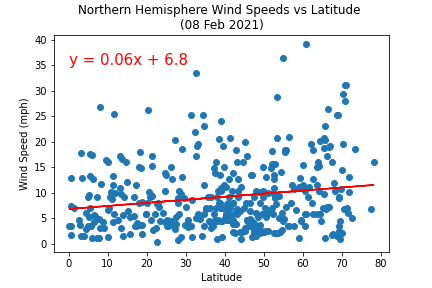 Northern Hemisphere Wind Speeds vs Latitude
(08 Feb 2021)
40
35
30
25
20
15
10
5
0
Wind Speed (mph)
y = 0.06x + 6.8
0 10 20 30 40 50 60 70 80
Latitude